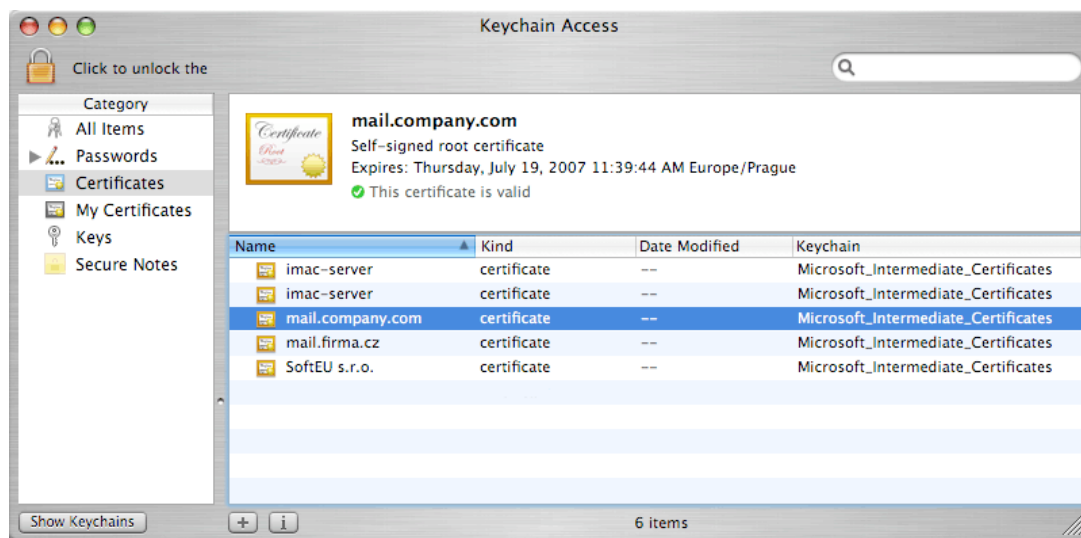 Keychain Access
Click to unlock the
Category
All Items
Passwords
Certificates
My Certificates
Keys
Secure Notes
Certificate
Root
mail.company.com
Self-signed root certificate
Expires: Thursday, July 19, 2007 11:39:44 AM Europe/Prague
This certificate is valid
Name Kind Date Modified Keychain
imac-server certificate -- Microsoft_Intermediate_Certificates
imac-server certificate -- Microsoft_Intermediate_Certificates
mail.company.com certificate -- Microsoft_Intermediate_Certificates
mail.firma.cz certificate -- Microsoft_Intermediate_Certificates
SoftEU s.r.o. certificate -- Microsoft_Intermediate_Certificates
Show Keychains + i 6 items